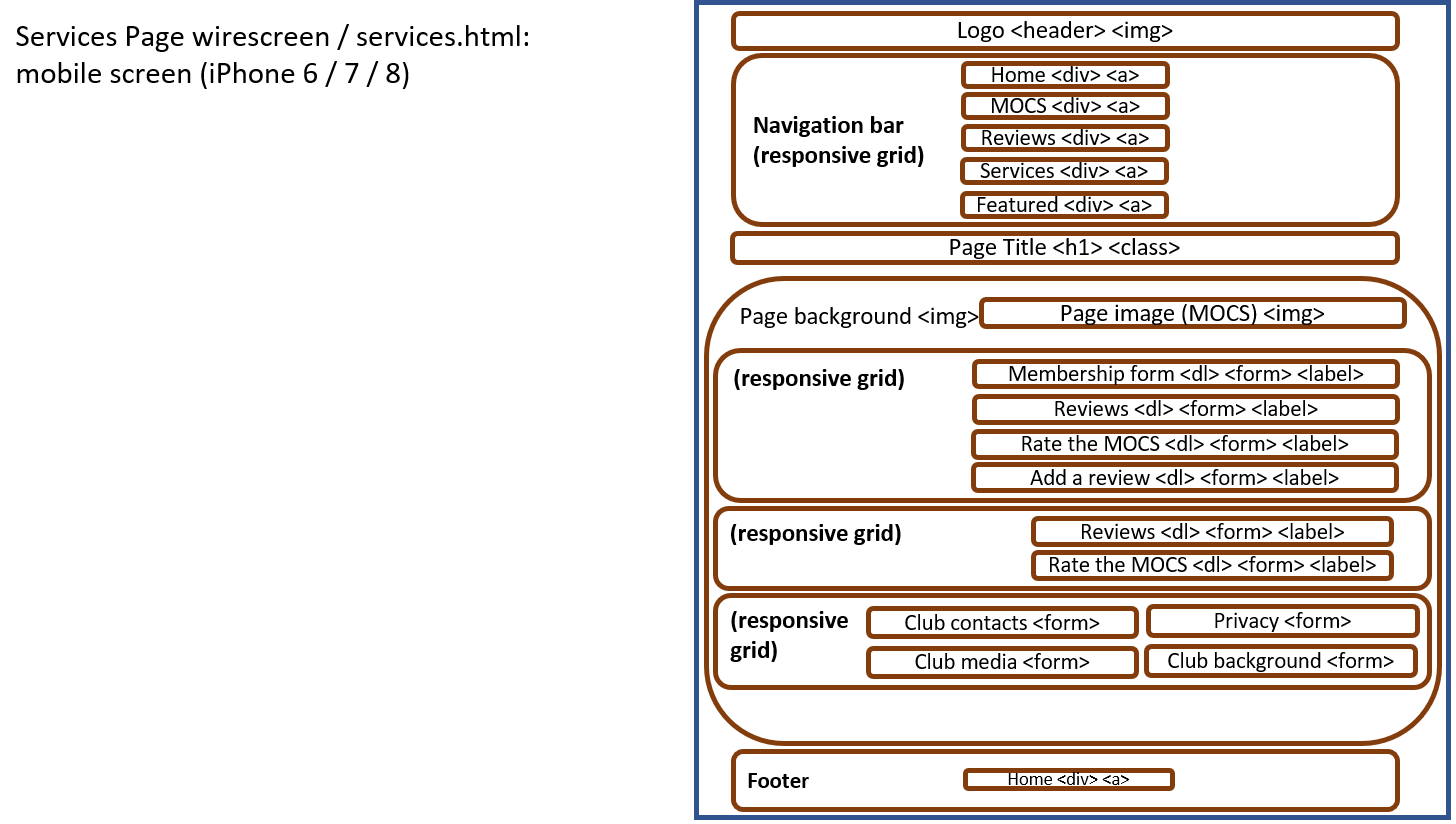 Services Page wirescreen / services.html:
mobile screen (iPhone 6 / 7 / 8)
Logo <header> <img>
Navigation bar
(responsive grid)
Home <div> <a>
MOCS <div> <a>
Reviews <div> <a>
Services <div> <a>
Featured <div> <a>
Page Title <h1> <class>
Page background <img>
Page image (MOCS) <img>
(responsive grid)
Membership form <dl> <form> <label>
Reviews <dl> <form> <label>
Rate the MOCS <dl> <form> <label>
Add a review <dl> <form> <label>
(responsive grid)
Reviews <dl> <form> <label>
Rate the MOCS <dl> <form> <label>
(responsive
grid)
Club contacts <form>
Privacy <form>
Club media <form>
Club background <form>
Footer
Home <div> <a>